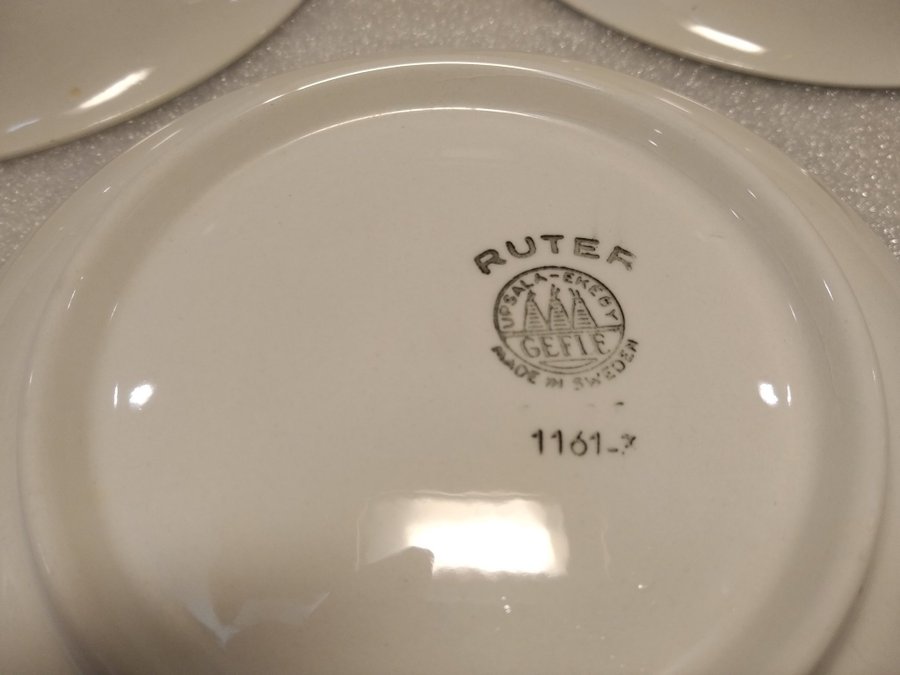 RUTER
UPSALA-EKEBY
GEFLE
MADE IN SWEDEN
1161-